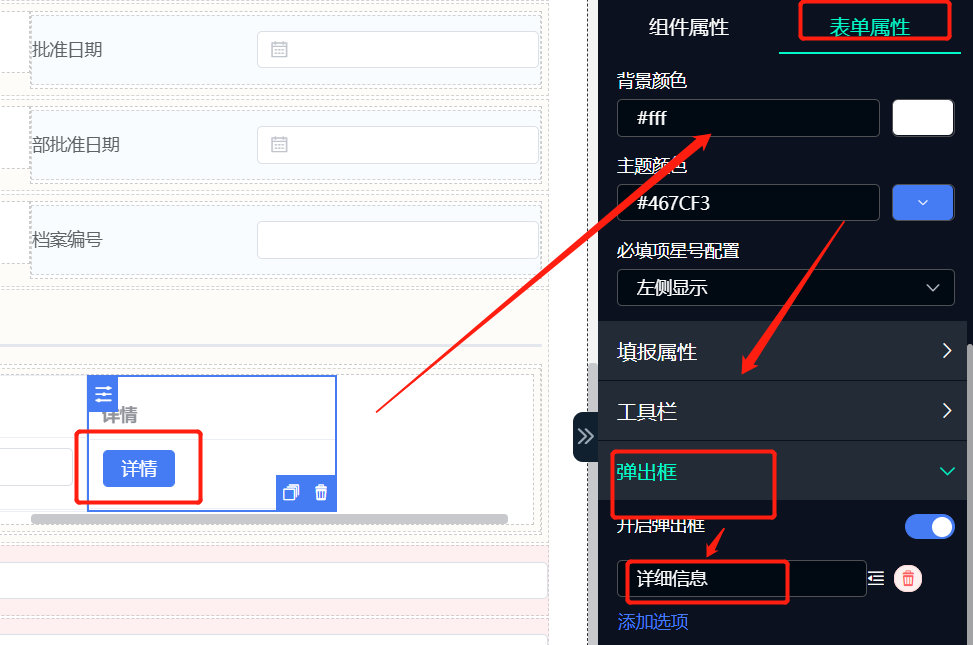 批准日期
部批准日期
档案编号
详情
详情
组件属性
表单属性
背景颜色
#fff
主题颜色
#467CF3
必填项星号配置
左侧显示
填报属性
工具栏
弹出框
开启弹出框
详细信息
添加选项